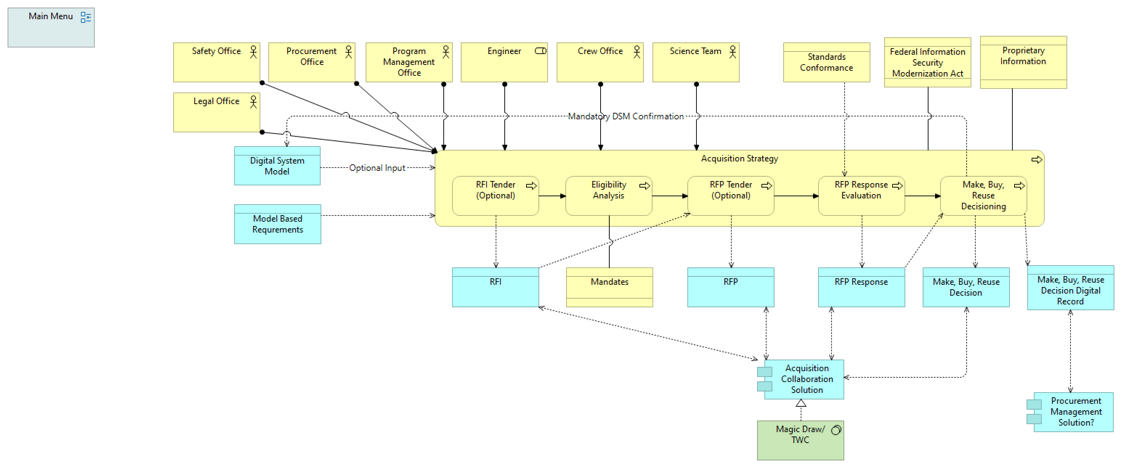 Main Menu
Safety Office
Procurement
Office
Program
Management
Office
Engineer
Crew Office
Science Team
Standards
Conformance
Federal Information
Security
Modernization Act
Proprietary
Information
Legal Office
Mandatory DSM Confirmation
Digital System
Model
Optional Input
Acquisition Strategy
RFI Tender
(Optional)
Eligibility
Analysis
RFP Tender
(Optional)
RFP Response
Evaluation
Make, Buy,
Reuse
Decisioning
Model Based
Requrements
RFI
Mandates
RFP
RFP Response
Make, Buy, Reuse
Decision
Make, Buy, Reuse
Decision Digital
Record
Acquisition
Collaboration
Solution
Procurement
Management
Solution?
Magic Draw/
TWC